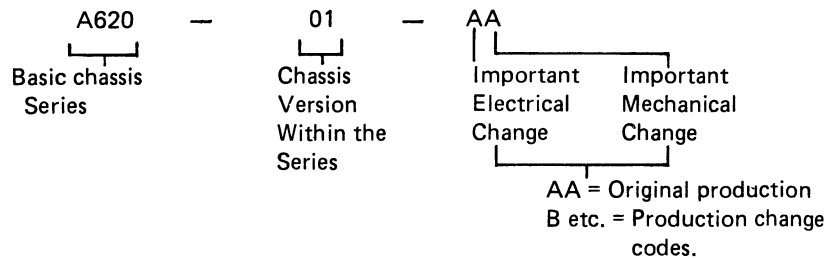 A620 — 01 — AA
Basic chassis Series
Chassis Version Within the Series
Important Electrical Change
Important Mechanical Change
AA = Original production
B etc. = Production change
codes.